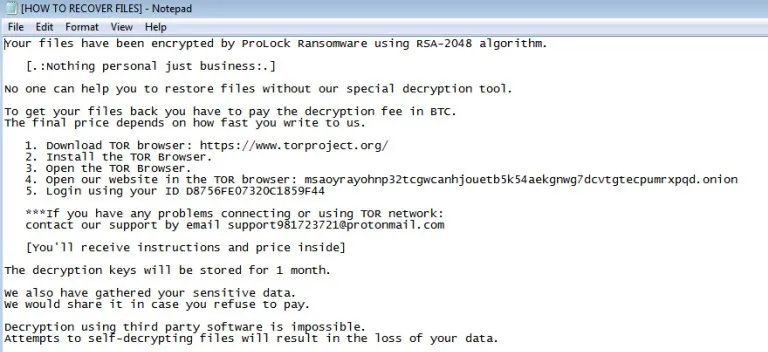 [HOW TO RECOVER FILES] - Notepad
File Edit Format View Help
Your files have been encrypted by ProLock Ransomware using RSA-2048 algorithm.
[.:Nothing personal just business:.]
No one can help you to restore files without our special decryption tool.
To get your files back you have to pay the decryption fee in BTC.
The final price depends on how fast you write to us.
1. Download TOR browser: https://www.torproject.org/
2. Install the TOR Browser.
3. Open the TOR Browser.
4. Open our website in the TOR browser: msaoyrayohnp32tcgwcanhjouetb5k54aekgnwg7dcvtgtecpumrxpqd.onion
5. Login using your ID D8756FE07320C1859F44
***If you have any problems connecting or using TOR network:
contact our support by email support981723721@protonmail.com
[You'll receive instructions and price inside]
The decryption keys will be stored for 1 month.
We also have gathered your sensitive data.
We would share it in case you refuse to pay.
Decryption using third party software is impossible.
Attempts to self-decrypting files will result in the loss of your data.